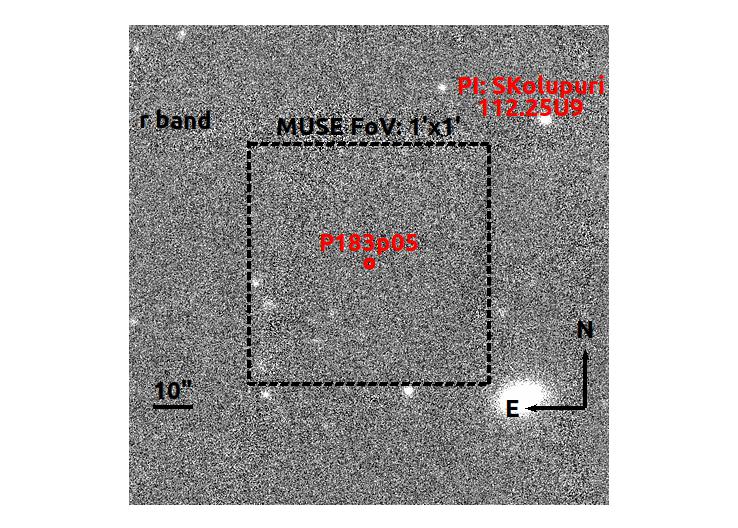 PI: SKolupuri
112.25U9
r band
MUSE FoV: 1'x1'
P183p05
N
10"
E